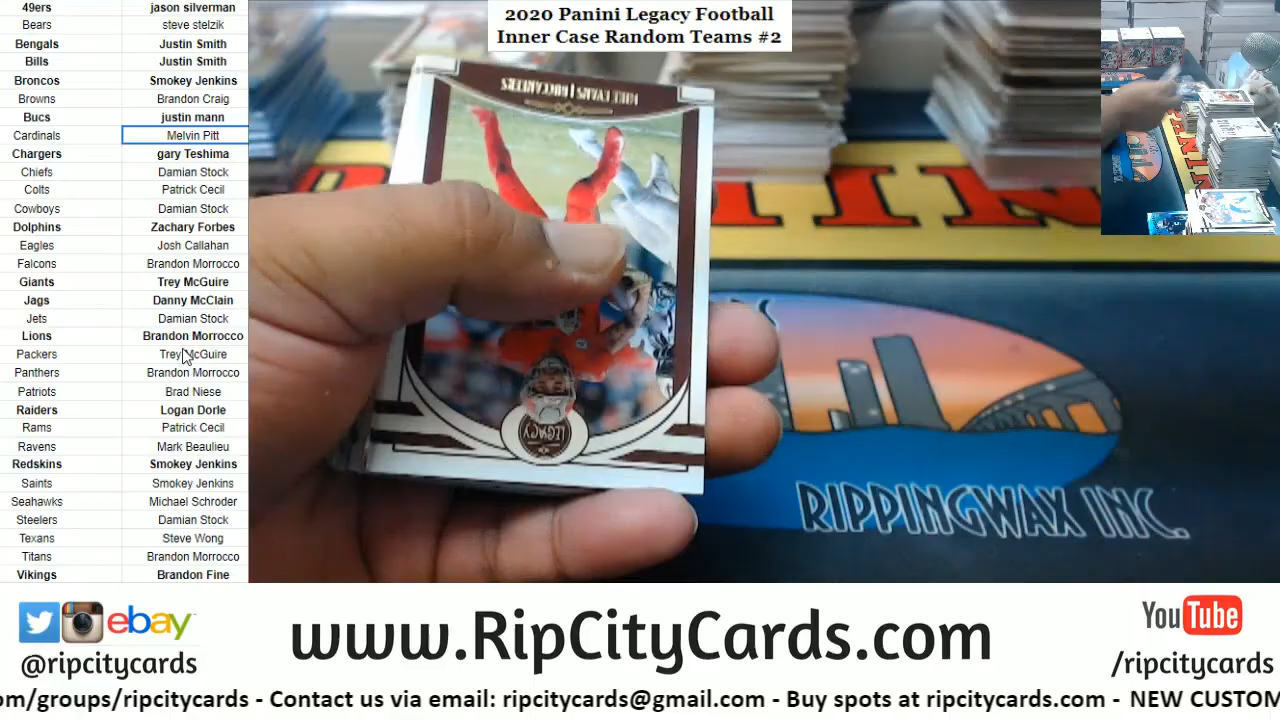 2020 Panini Legacy Football
Inner Case Random Teams #2
49ers jason silverman
Bears steve stelzik
Bengals Justin Smith
Bills Justin Smith
Broncos Smokey Jenkins
Browns Brandon Craig
Bucs justin mann
Cardinals Melvin Pitt
Chargers gary Teshima
Chiefs Damian Stock
Colts Patrick Cecil
Cowboys Damian Stock
Dolphins Zachary Forbes
Eagles Josh Callahan
Falcons Brandon Morrocco
Giants Trey McGuire
Jags Danny McClain
Jets Damian Stock
Lions Brandon Morrocco
Packers Trey McGuire
Panthers Brandon Morrocco
Patriots Brad Niese
Raiders Logan Dorle
Rams Patrick Cecil
Ravens Mark Beaulieu
Redskins Smokey Jenkins
Saints Smokey Jenkins
Seahawks Michael Schroder
Steelers Damian Stock
Texans Steve Wong
Titans Brandon Morrocco
Vikings Brandon Fine
MIKE EVANS | BUCCANEERS
LEGACY
RIPPINGWAX INC.
ebay
@ripcitycards
www.RipCityCards.com
YouTube
/ripcitycards
om/groups/ripcitycards - Contact us via email: ripcitycards@gmail.com - Buy spots at ripcitycards.com - NEW CUSTOM